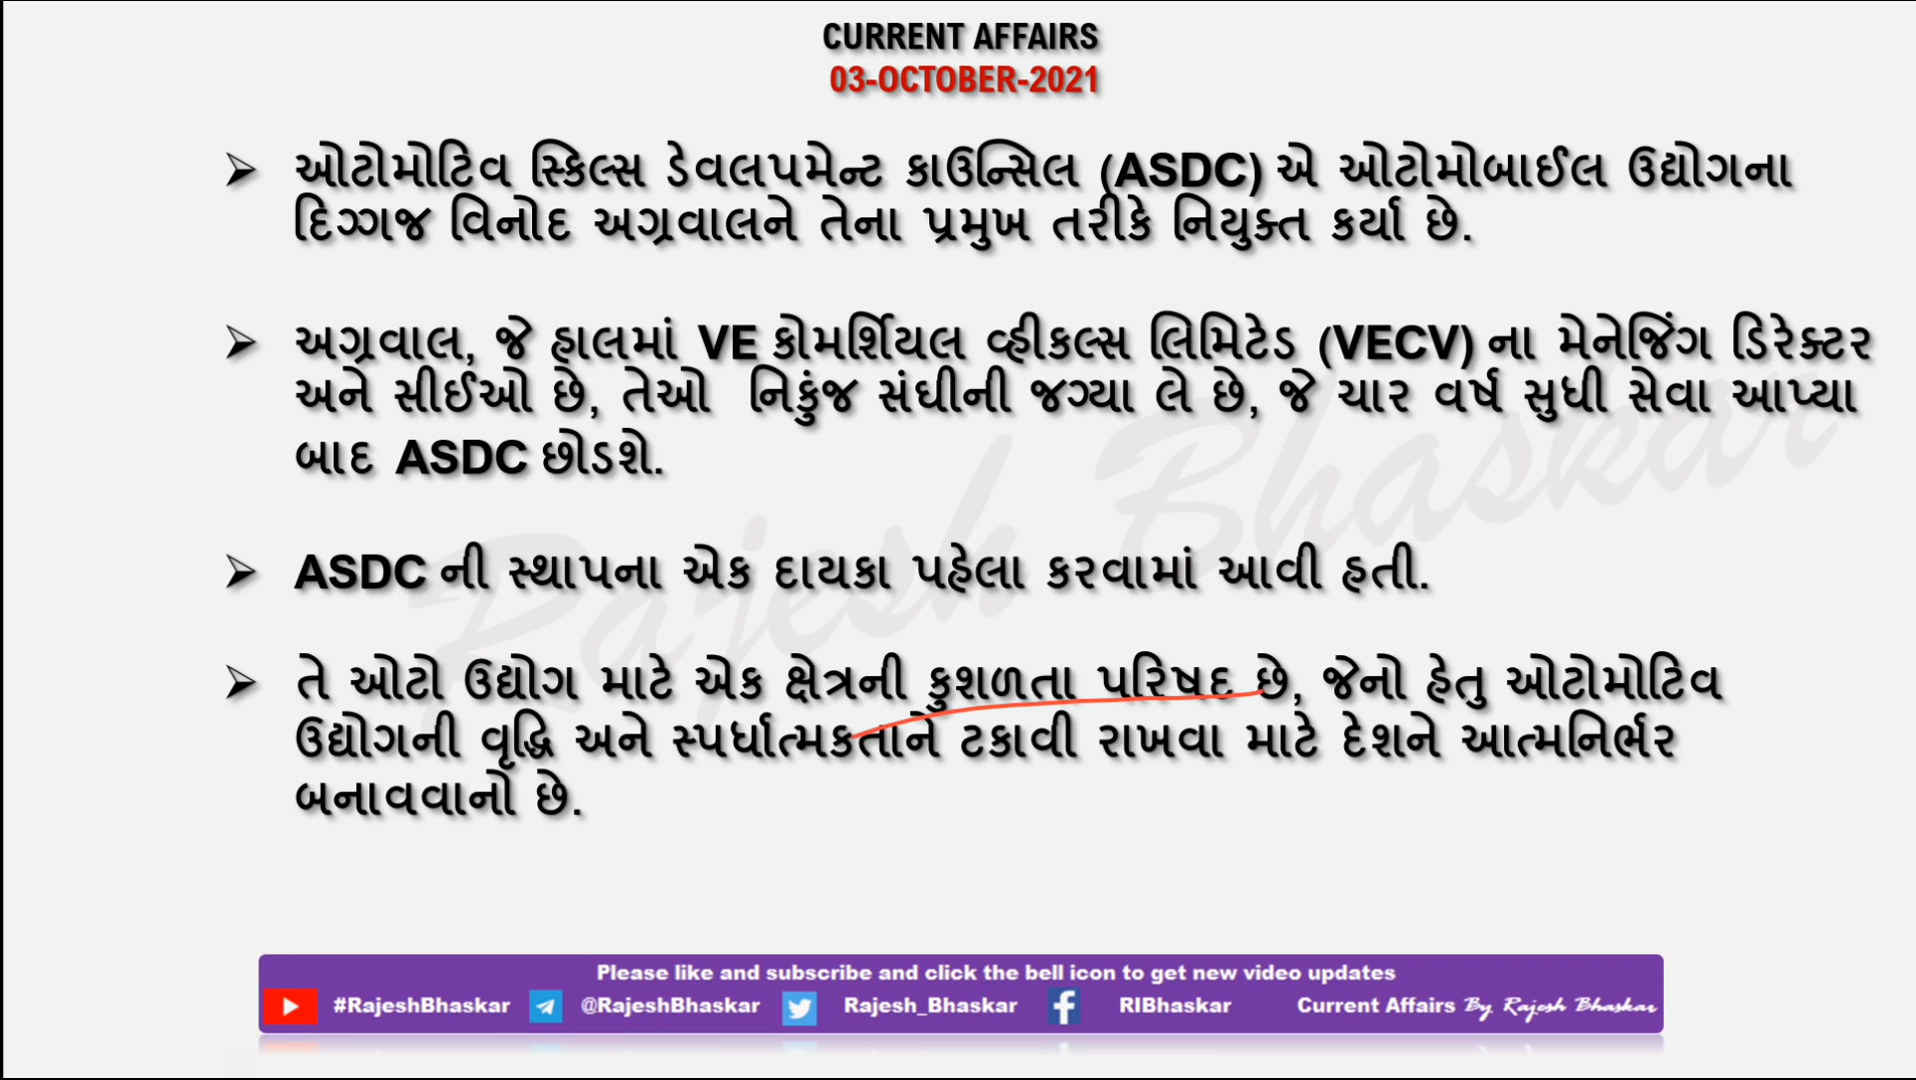 CURRENT AFFAIRS
03-OCTOBER-2021
➢ ઓટોમોટિવ સ્કિલ્સ ડેવલપમેન્ટ કાઉન્સિલ (ASDC) એ ઓટોમોબાઈલ ઉદ્યોગના
દિગ્ગજ વિનોદ અગ્રવાલને તેના પ્રમુખ તરીકે નિયુક્ત કર્યા છે.
➢ અગ્રવાલ, જે હાલમાં VE કોમર્શિયલ વ્હીકલ્સ લિમિટેડ (VECV) ના મેનેજિંગ ડિરેક્ટર
અને સીઈઓ છે, તેઓ નિકુંજ સંઘીની જગ્યા લે છે, જે ચાર વર્ષ સુધી સેવા આપ્યા
બાદ ASDC છોડશે.
➢ ASDC ની સ્થાપના એક દાયકા પહેલા કરવામાં આવી હતી.
➢ તે ઓટો ઉદ્યોગ માટે એક ક્ષેત્રની કુશળતા પરિષદ છે, જેનો હેતુ ઓટોમોટિવ
ઉદ્યોગની વૃદ્ધિ અને સ્પર્ધાત્મકતાને ટકાવી રાખવા માટે દેશને આત્મનિર્ભર
બનાવવાનો છે.
Rajesh Bhaskar
Please like and subscribe and click the bell icon to get new video updates
#RajeshBhaskar @RajeshBhaskar Rajesh_Bhaskar RIBhaskar Current Affairs By Rajesh Bhaskar